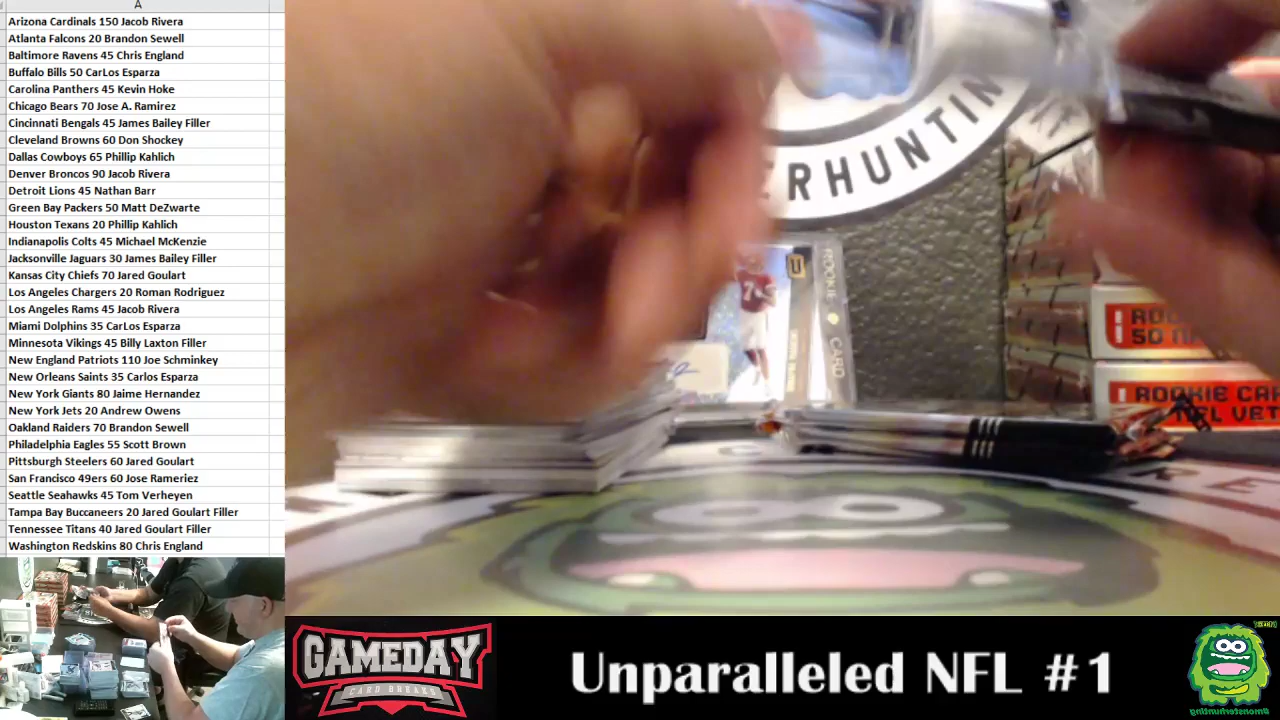 A
Arizona Cardinals 150 Jacob Rivera
Atlanta Falcons 20 Brandon Sewell
Baltimore Ravens 45 Chris England
Buffalo Bills 50 CarLos Esparza
Carolina Panthers 45 Kevin Hoke
Chicago Bears 70 Jose A. Ramirez
Cincinnati Bengals 45 James Bailey Filler
Cleveland Browns 60 Don Shockey
Dallas Cowboys 65 Phillip Kahlich
Denver Broncos 90 Jacob Rivera
Detroit Lions 45 Nathan Barr
Green Bay Packers 50 Matt DeZwarte
Houston Texans 20 Phillip Kahlich
Indianapolis Colts 45 Michael McKenzie
Jacksonville Jaguars 30 James Bailey Filler
Kansas City Chiefs 70 Jared Goulart
Los Angeles Chargers 20 Roman Rodriguez
Los Angeles Rams 45 Jacob Rivera
Miami Dolphins 35 CarLos Esparza
Minnesota Vikings 45 Billy Laxton Filler
New England Patriots 110 Joe Schminkey
New Orleans Saints 35 Carlos Esparza
New York Giants 80 Jaime Hernandez
New York Jets 20 Andrew Owens
Oakland Raiders 70 Brandon Sewell
Philadelphia Eagles 55 Scott Brown
Pittsburgh Steelers 60 Jared Goulart
San Francisco 49ers 60 Jose Rameriez
Seattle Seahawks 45 Tom Verheyen
Tampa Bay Buccaneers 20 Jared Goulart Filler
Tennessee Titans 40 Jared Goulart Filler
Washington Redskins 80 Chris England
ERHUNTIN
ROOKIE CARD
ROO
50 N
ROOKIE CAR
NFL VET
GAMEDAY
CARD BREAKS
Unparalleled NFL #1
#monsterhunting